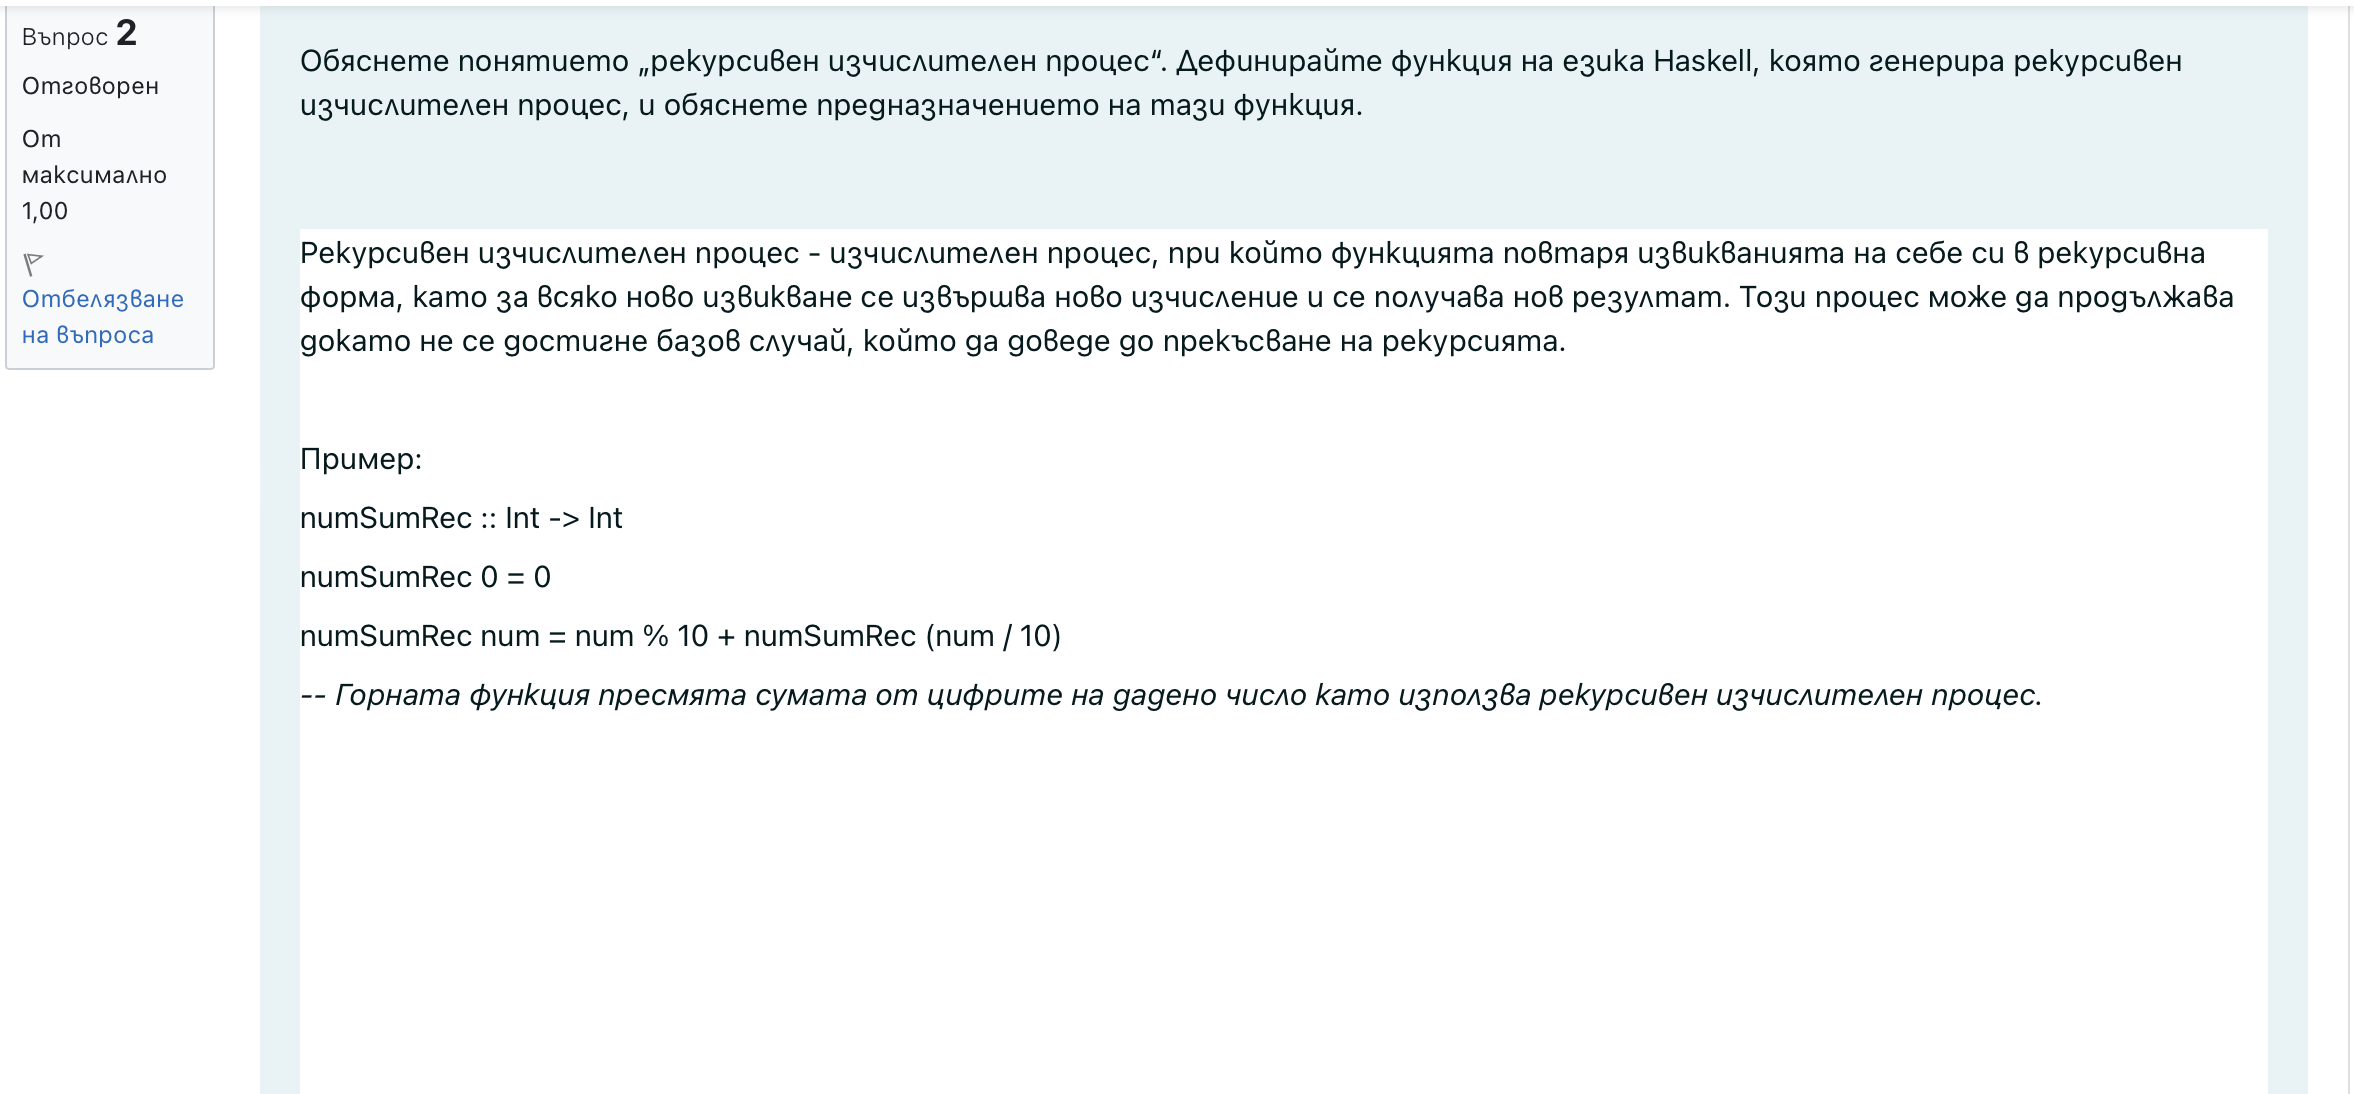 Въпрос 2
Отговорен
От
максимално
1,00
Отбелязване
на въпроса
Обяснете понятието „рекурсивен изчислителен процес“. Дефинирайте функция на езика Haskell, която генерира рекурсивен
изчислителен процес, и обяснете предназначението на тази функция.
Рекурсивен изчислителен процес - изчислителен процес, при който функцията повтаря извикванията на себе си в рекурсивна
форма, като за всяко ново извикване се извършва ново изчисление и се получава нов резултат. Този процес може да продължава
докато не се достигне базов случай, който да доведе до прекъсване на рекурсията.
Пример:
numSumRec :: Int -> Int
numSumRec 0 = 0
numSumRec num = num % 10 + numSumRec (num / 10)
-- Горната функция пресмята сумата от цифрите на дадено число като използва рекурсивен изчислителен процес.